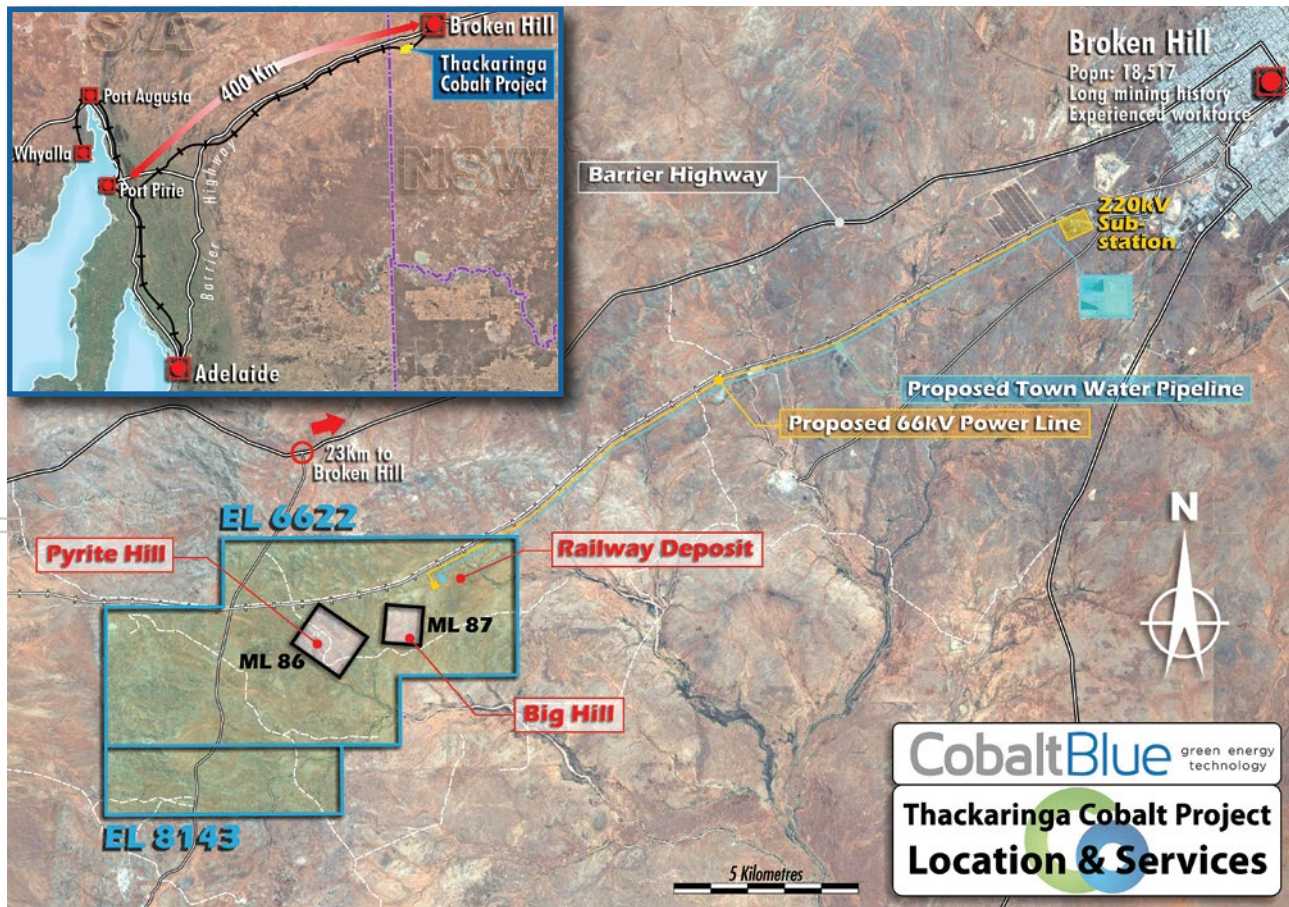 SA
Broken Hill
Thackaringa
Cobalt Project
400 Km
Port Augusta
Whyalla
Port Pirie
Barrier Highway
NSW
Adelaide
Broken Hill
Popn: 18,517
Long mining history
Experienced workforce
Barrier Highway
220kV
Sub-
station
Proposed Town Water Pipeline
Proposed 66kV Power Line
23Km to
Broken Hill
EL 6622
Pyrite Hill
Railway Deposit
ML 87
ML 86
Big Hill
EL 8143
N
5 Kilometres
CobaltBlue
green energy
technology
Thackaringa Cobalt Project
Location & Services